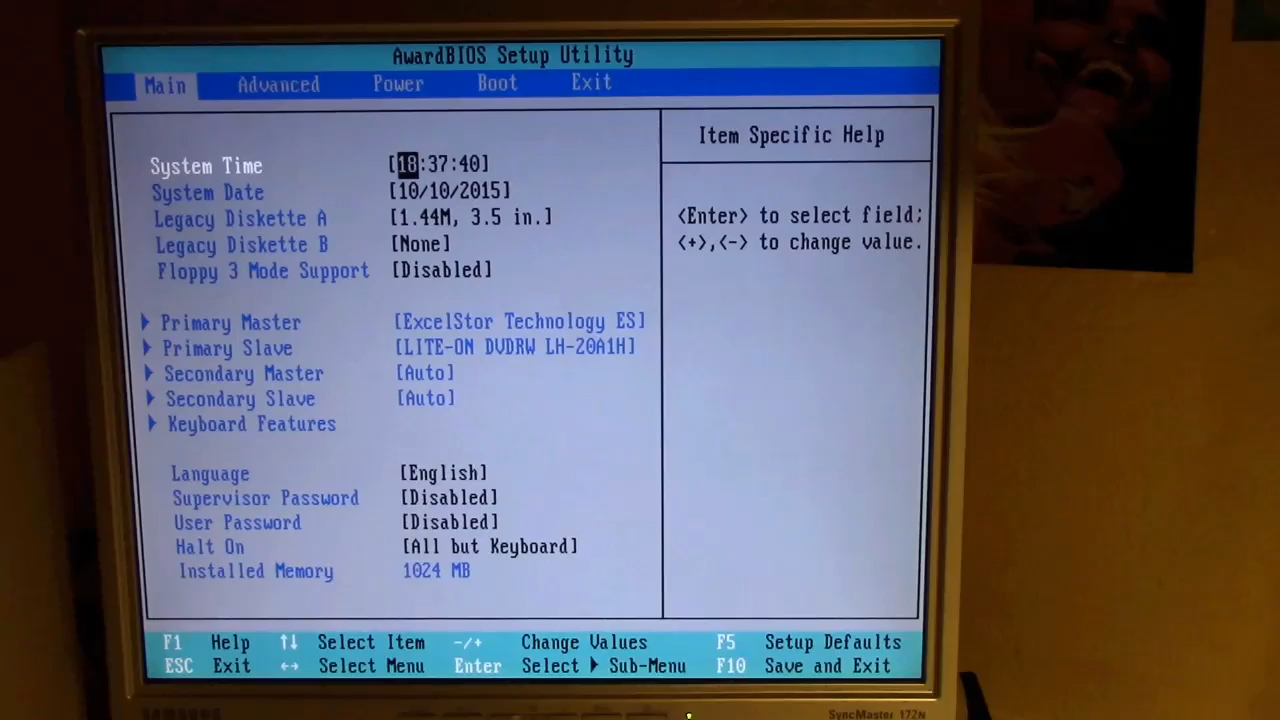 AwardBIOS Setup Utility
Main Advanced Power Boot Exit
Item Specific Help
System Time [18:37:40]
System Date [10/10/2015]
Legacy Diskette A [1.44M, 3.5 in.]
Legacy Diskette B [None]
Floppy 3 Mode Support [Disabled]
<Enter> to select field;
<+>,<-> to change value.
Primary Master [ExcelStor Technology ES]
Primary Slave [LITE-ON DVDRW LH-20A1H]
Secondary Master [Auto]
Secondary Slave [Auto]
Keyboard Features
Language [English]
Supervisor Password [Disabled]
User Password [Disabled]
Halt On [All but Keyboard]
Installed Memory 1024 MB
F1 Help ↑↓ Select Item -/+ Change Values F5 Setup Defaults
ESC Exit ↔ Select Menu Enter Select ▶ Sub-Menu F10 Save and Exit
SAMSUNG
SyncMaster 172N